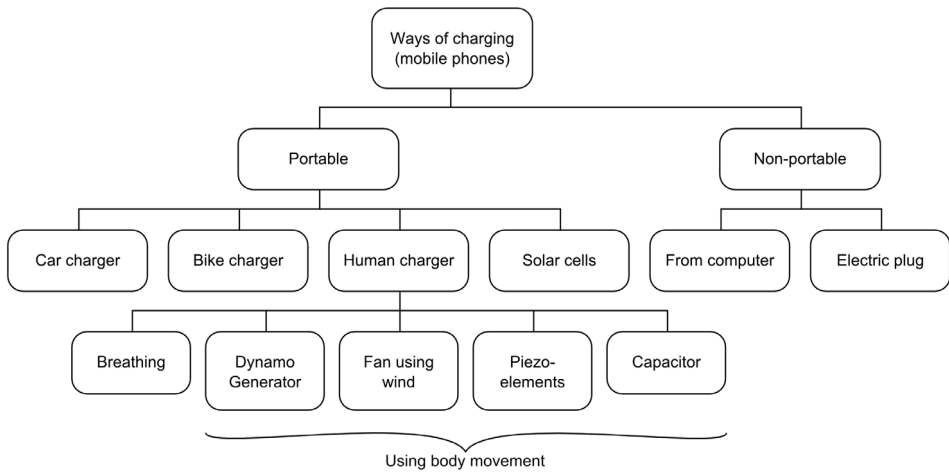 Ways of charging
(mobile phones)
Portable
Non-portable
Car charger
Bike charger
Human charger
Solar cells
From computer
Electric plug
Breathing
Dynamo
Generator
Fan using
wind
Piezo-
elements
Capacitor
Using body movement